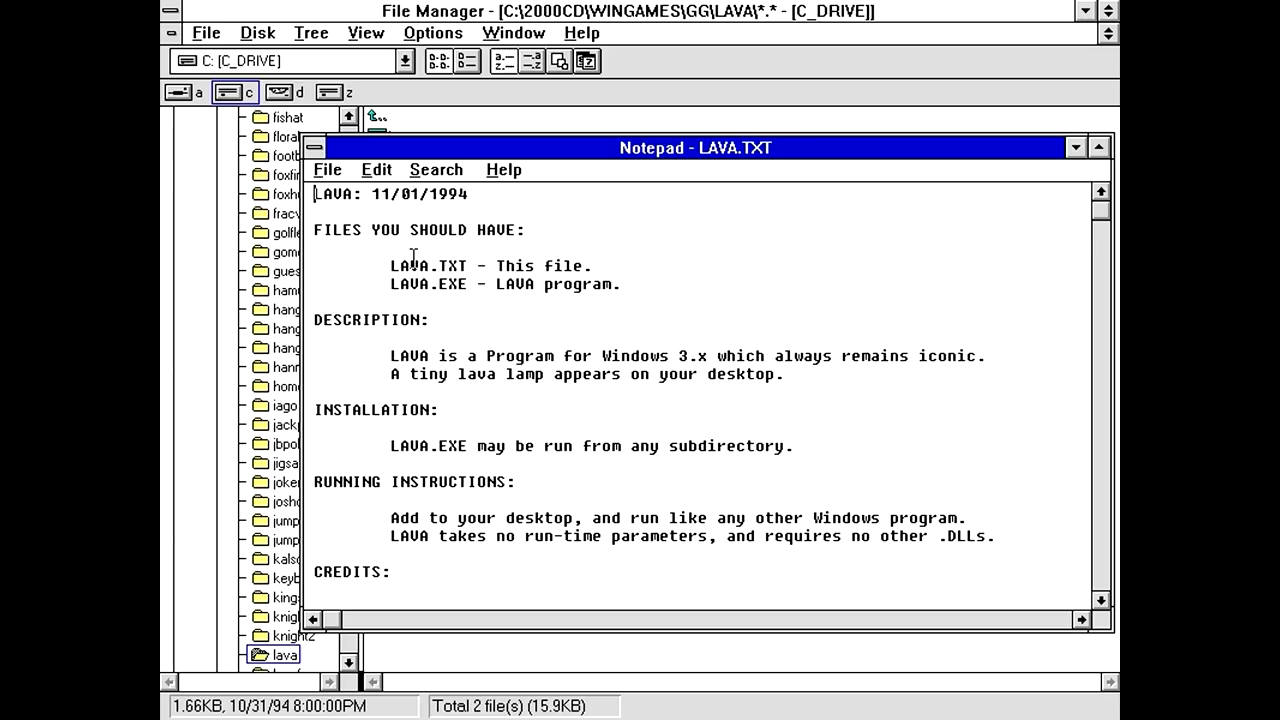 File Manager - [C:\2000CD\WINGAMES\GG\LAVA\*.* - [C_DRIVE]]
File Disk Tree View Options Window Help
C: [C_DRIVE]
a c d z
fishat
Notepad - LAVA.TXT
File Edit Search Help
LAVA: 11/01/1994
FILES YOU SHOULD HAVE:
LAVA.TXT - This file.
LAVA.EXE - LAVA program.
DESCRIPTION:
LAVA is a Program for Windows 3.x which always remains iconic.
A tiny lava lamp appears on your desktop.
INSTALLATION:
LAVA.EXE may be run from any subdirectory.
RUNNING INSTRUCTIONS:
Add to your desktop, and run like any other Windows program.
LAVA takes no run-time parameters, and requires no other .DLLs.
CREDITS:
knight2
lava
1.66KB, 10/31/94 8:00:00PM
Total 2 file(s) (15.9KB)